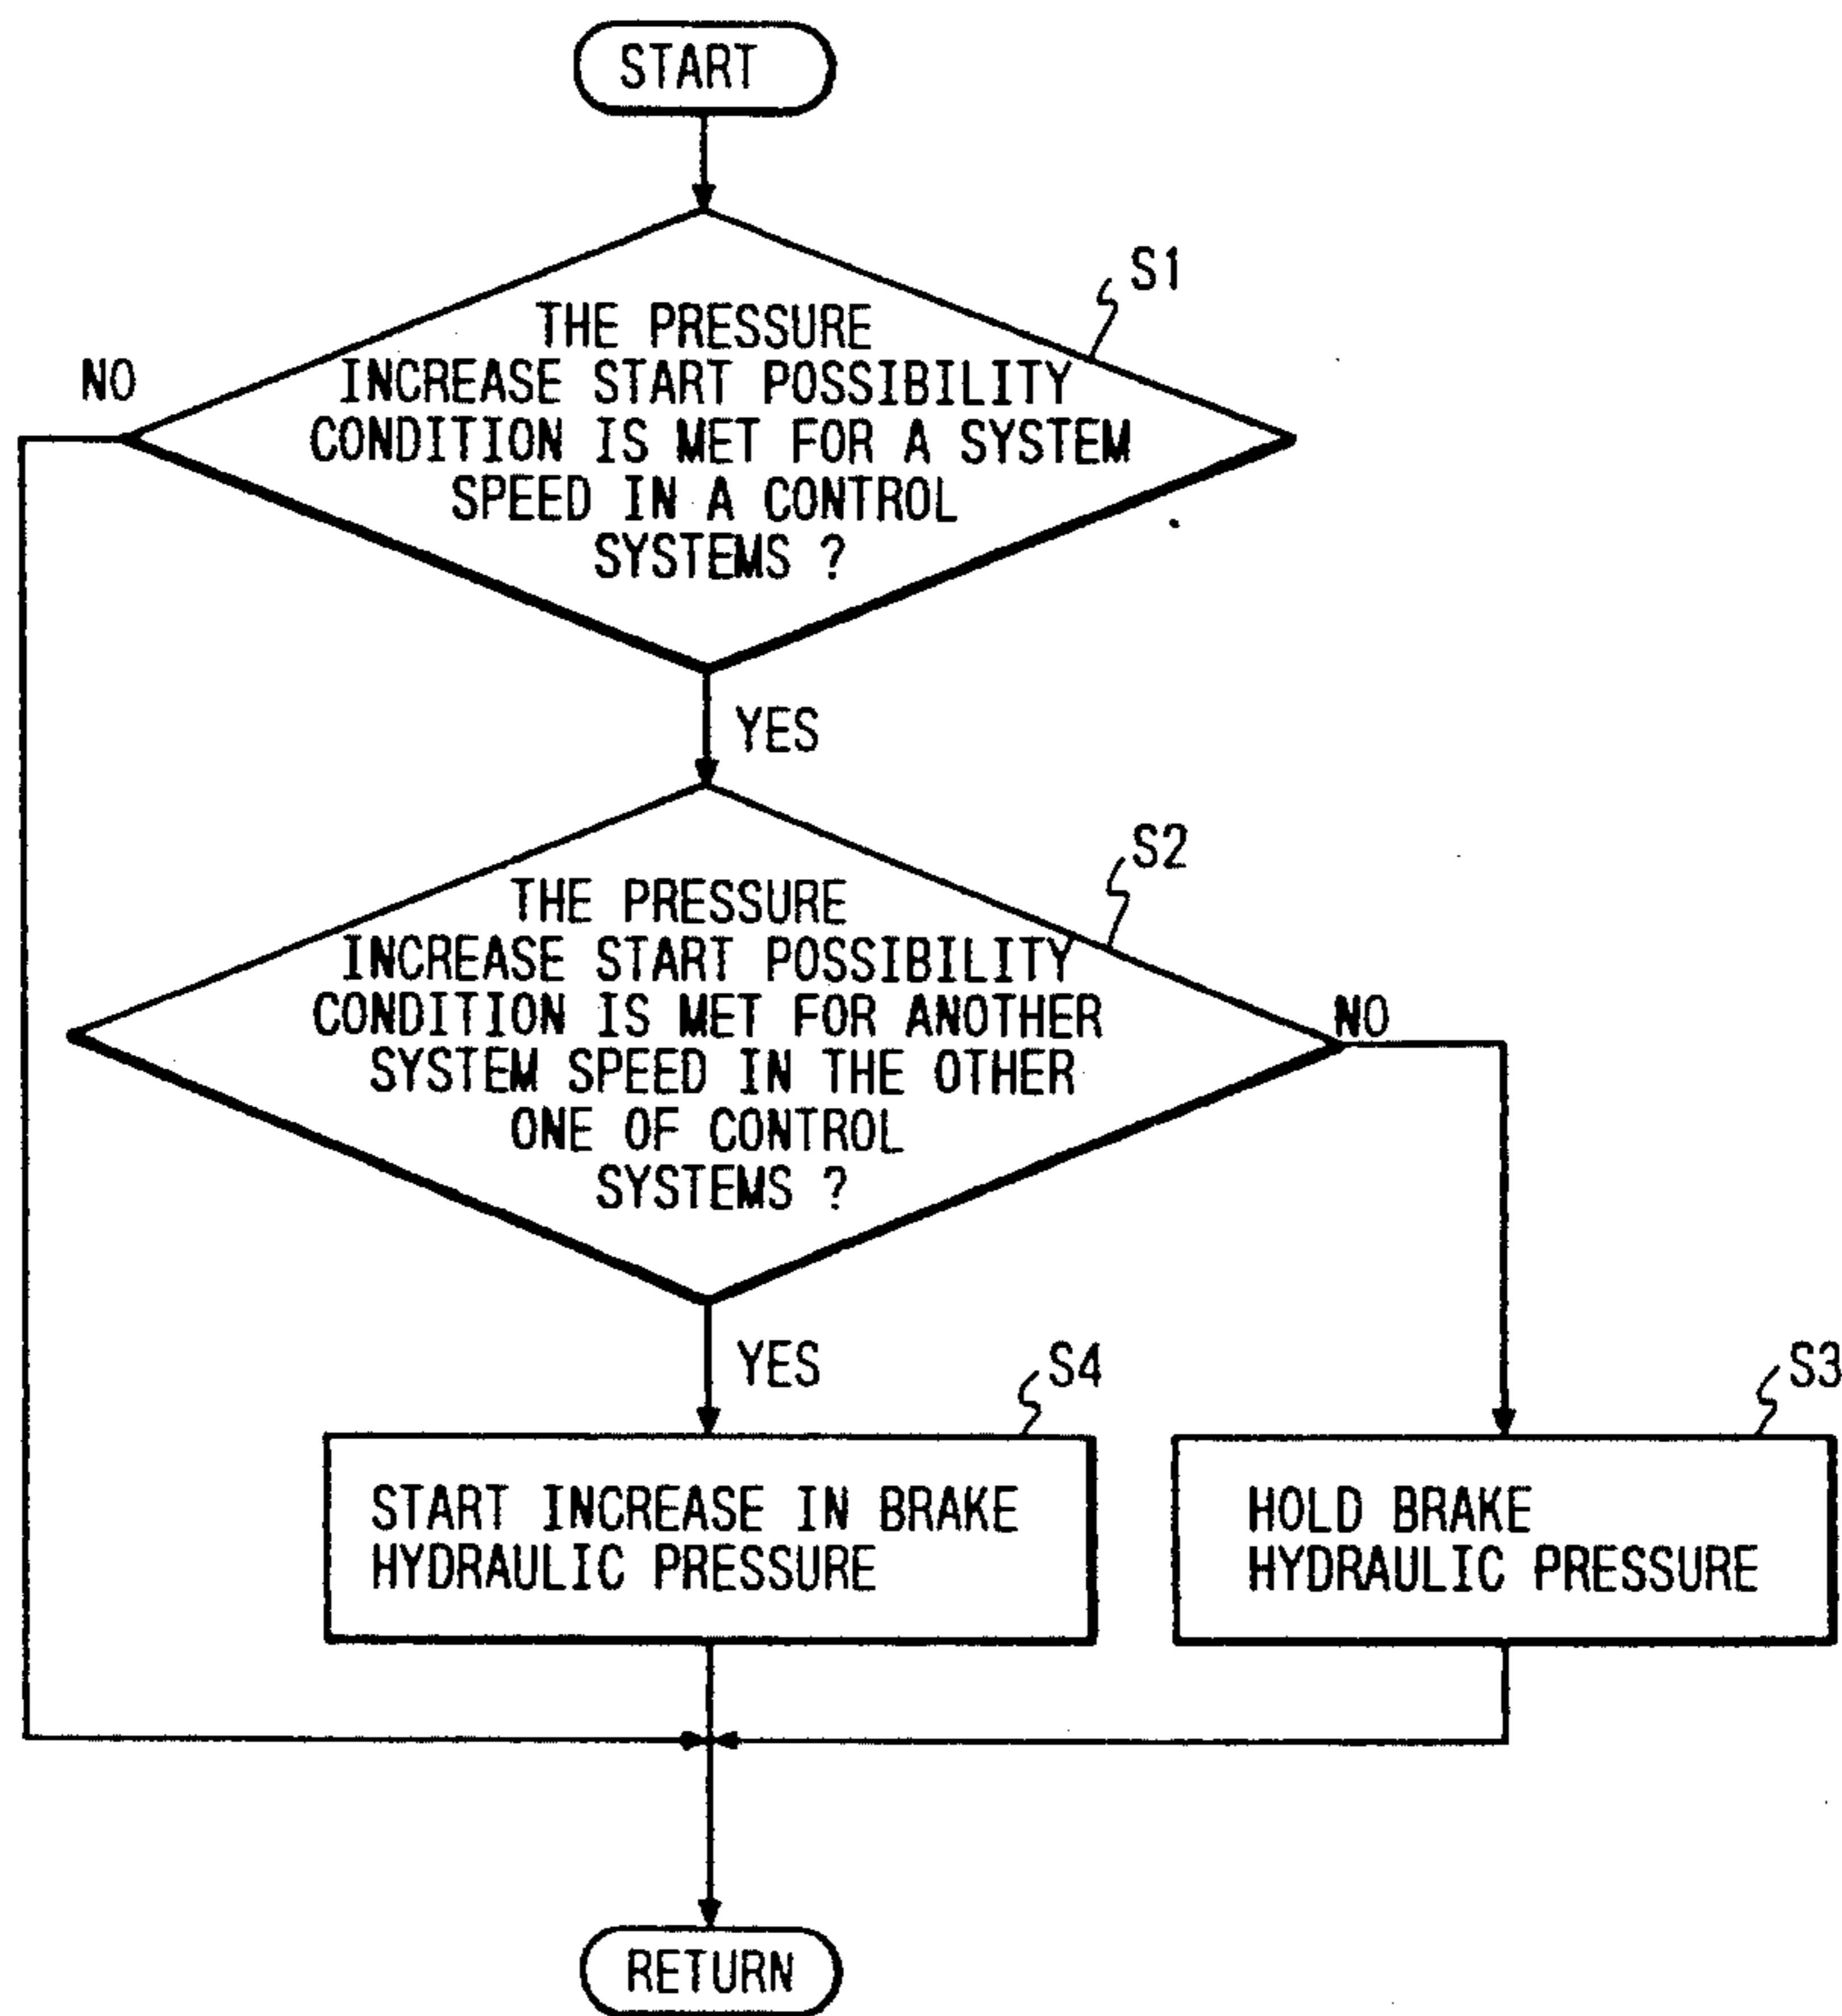 START
S1
THE PRESSURE
INCREASE START POSSIBILITY
CONDITION IS MET FOR A SYSTEM
SPEED IN A CONTROL
SYSTEMS ?
NO
YES
S2
THE PRESSURE
INCREASE START POSSIBILITY
CONDITION IS MET FOR ANOTHER
SYSTEM SPEED IN THE OTHER
ONE OF CONTROL
SYSTEMS ?
NO
YES
S4
START INCREASE IN BRAKE
HYDRAULIC PRESSURE
S3
HOLD BRAKE
HYDRAULIC PRESSURE
RETURN